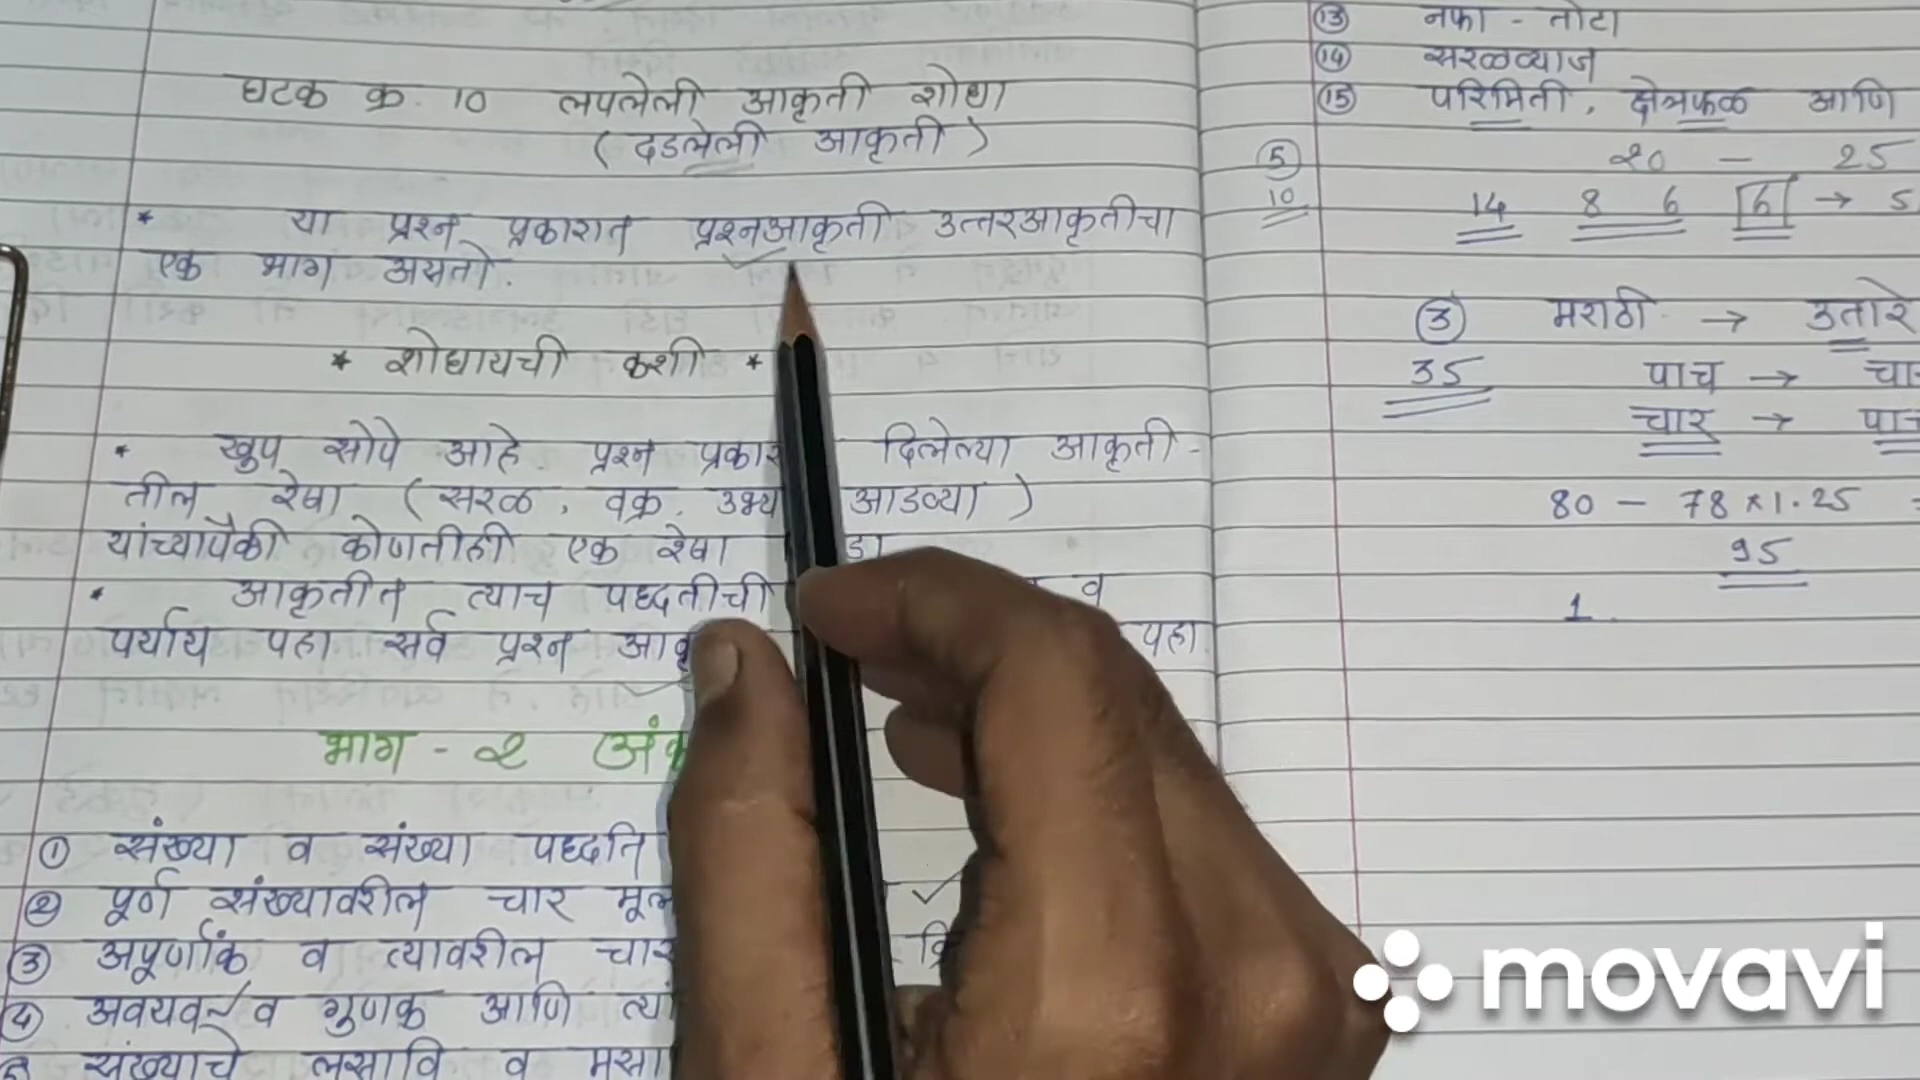 घटक क्र. 10 लपलेली आकृती शोधा
(दडलेली आकृती)
* या प्रश्न प्रकारात प्रश्नआकृती उत्तरआकृतीचा
एक भाग असतो.
* शोधायची कशी *
* खुप सोपे आहे. प्रश्न प्रकार दिलेल्या आकृती-
तील रेषा (सरळ, वक्र, उभ्य आडव्या)
यांच्यापैकी कोणतीही एक रेषा
* आकृतीत त्याच पध्दतीची व
पर्याय पहा सर्व प्रश्न पहा.
भाग - २
① संख्या व संख्या पध्दति
② पूर्ण संख्यावरील चार
③ अपूर्णांक व त्यावरील चार
④ अवयव व गुणक आणि
संख्याचे लसावि व मसा
⑬ नफा - तोटा
⑭ सरळव्याज
⑮ परिमिती, क्षेत्रफळ आणि
⑤ 20 - 25
10 14 8 6 6 → 5
③ मराठी → उतारे
35 पाच → चा
चार → पाच
80 - 78 × 1.25
95
1.
movavi